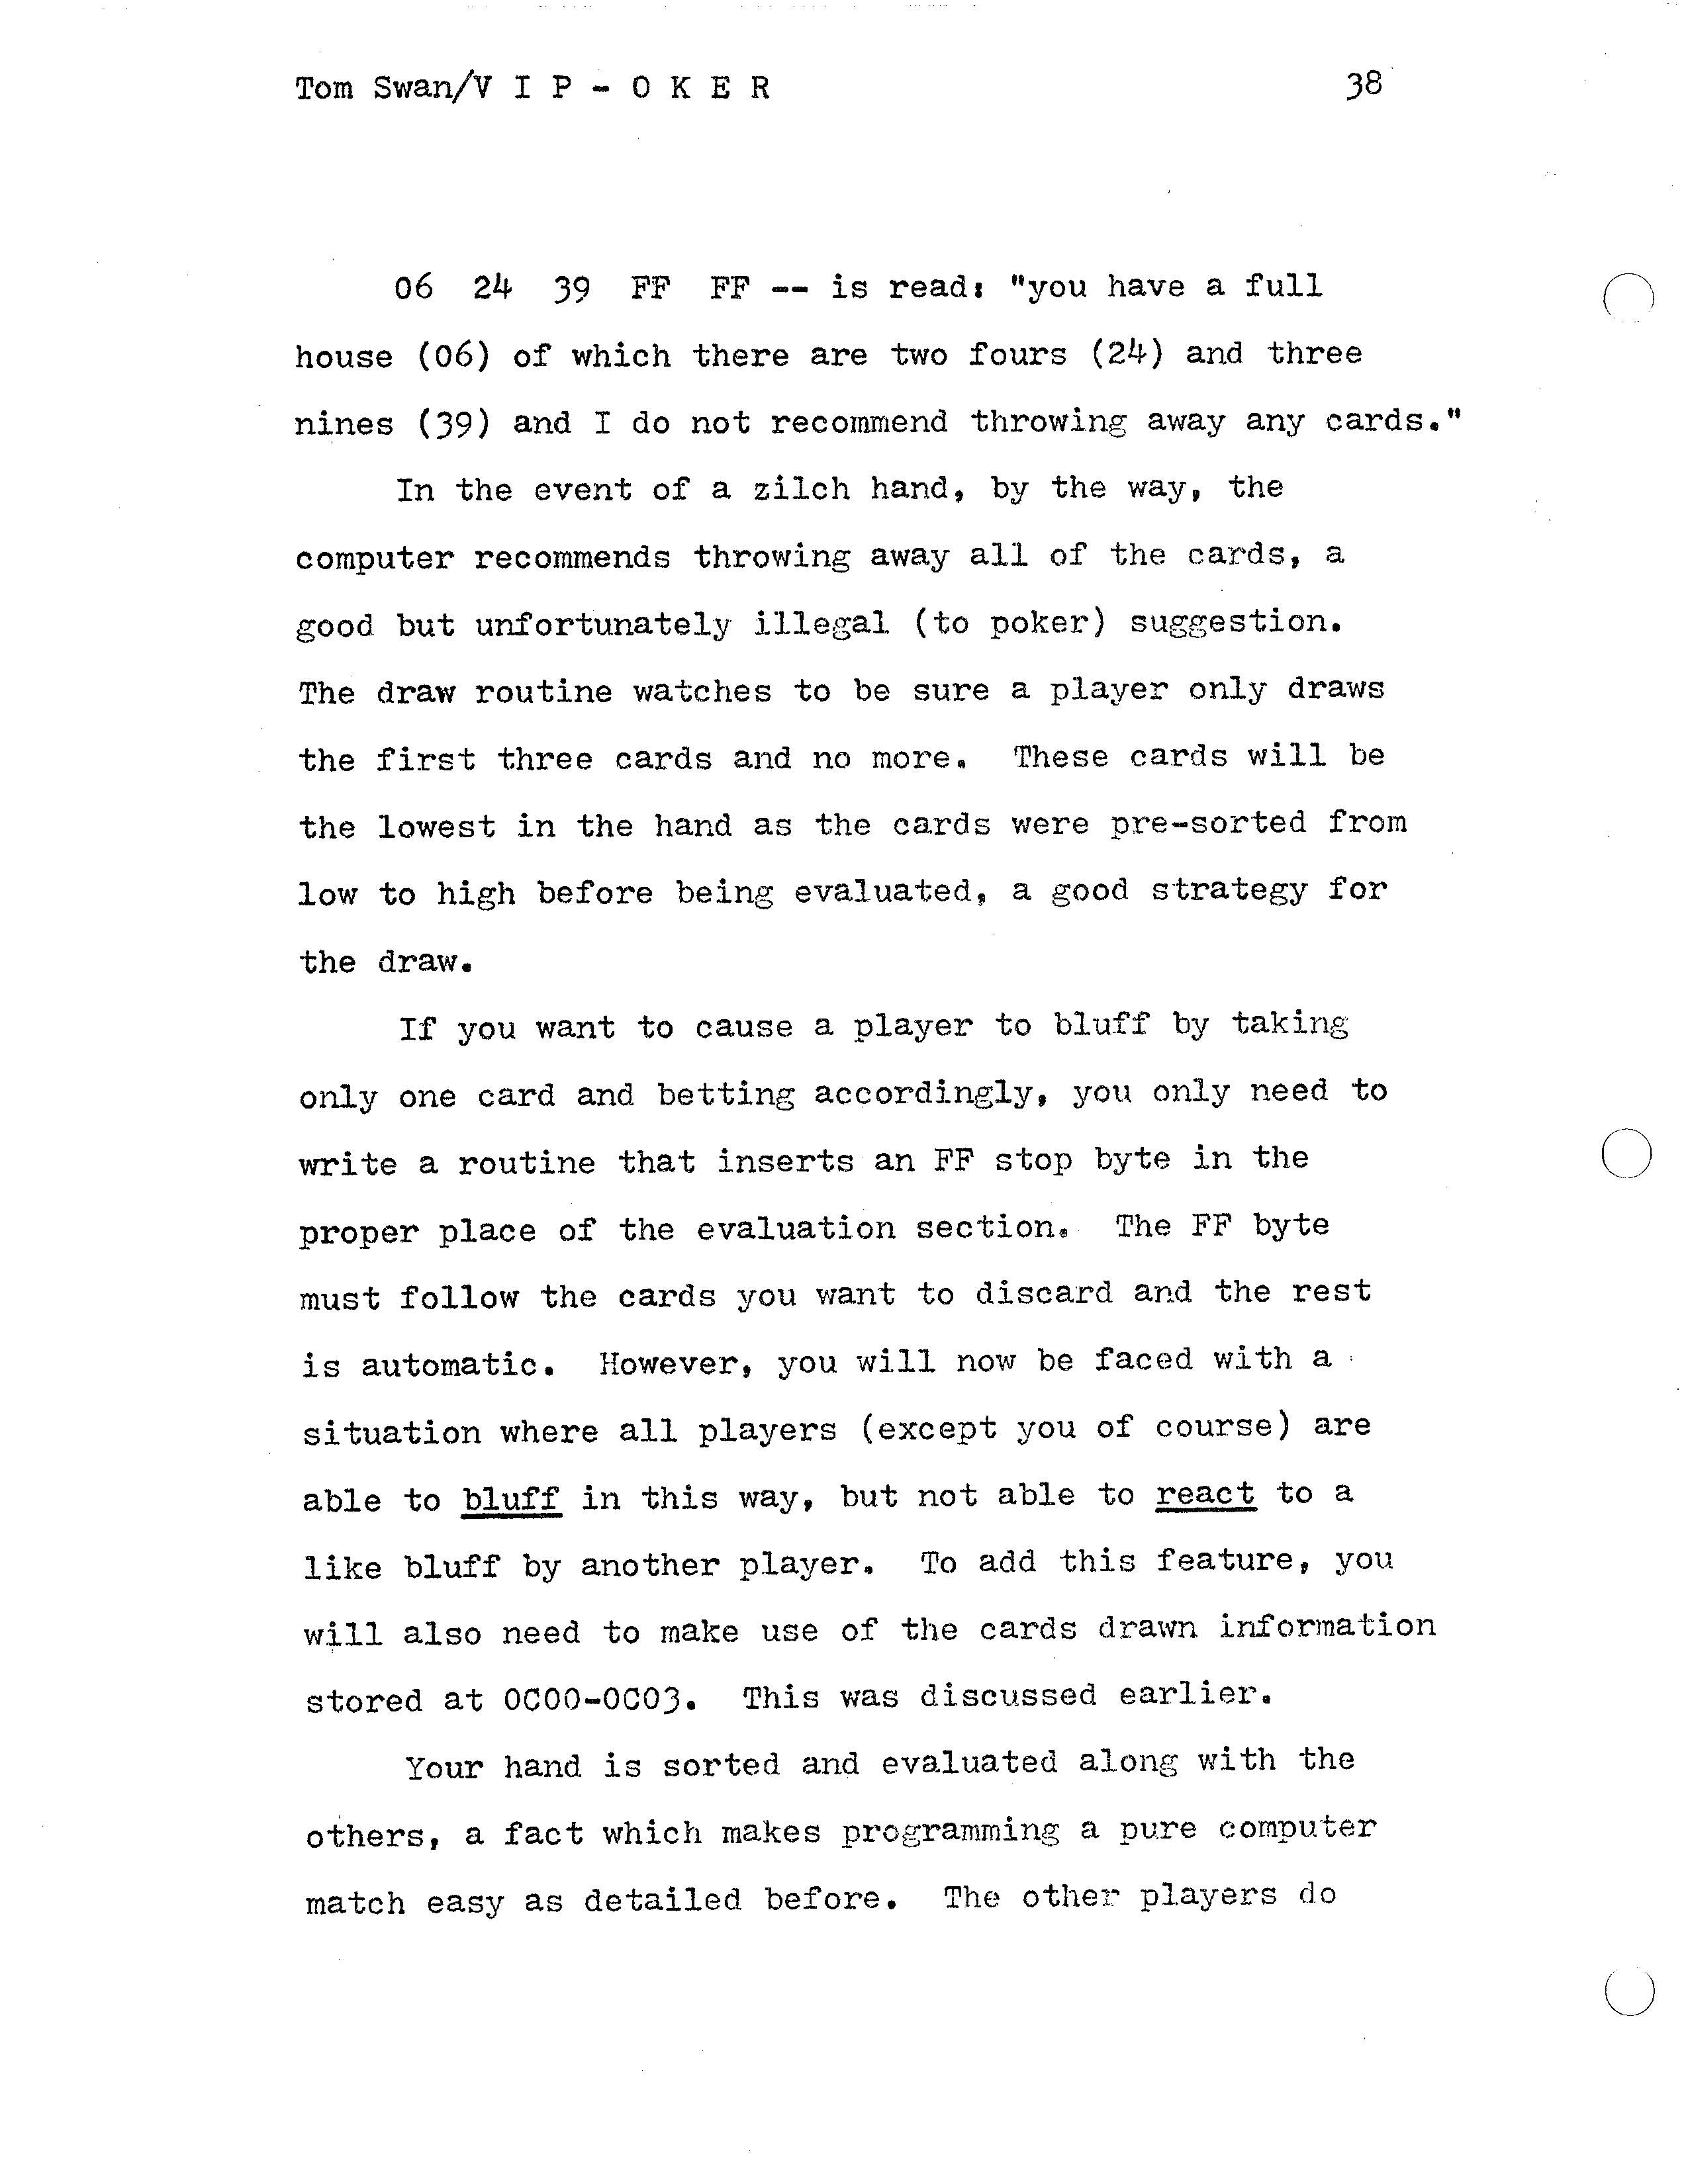 Tom Swan/V I P - O K E R 38
06 24 39 FF FF -- is read: "you have a full
house (06) of which there are two fours (24) and three
nines (39) and I do not recommend throwing away any cards."
In the event of a zilch hand, by the way, the
computer recommends throwing away all of the cards, a
good but unfortunately illegal (to poker) suggestion.
The draw routine watches to be sure a player only draws
the first three cards and no more. These cards will be
the lowest in the hand as the cards were pre-sorted from
low to high before being evaluated, a good strategy for
the draw.
If you want to cause a player to bluff by taking
only one card and betting accordingly, you only need to
write a routine that inserts an FF stop byte in the
proper place of the evaluation section. The FF byte
must follow the cards you want to discard and the rest
is automatic. However, you will now be faced with a
situation where all players (except you of course) are
able to bluff in this way, but not able to react to a
like bluff by another player. To add this feature, you
will also need to make use of the cards drawn information
stored at 0C00-0C03. This was discussed earlier.
Your hand is sorted and evaluated along with the
others, a fact which makes programming a pure computer
match easy as detailed before. The other players do